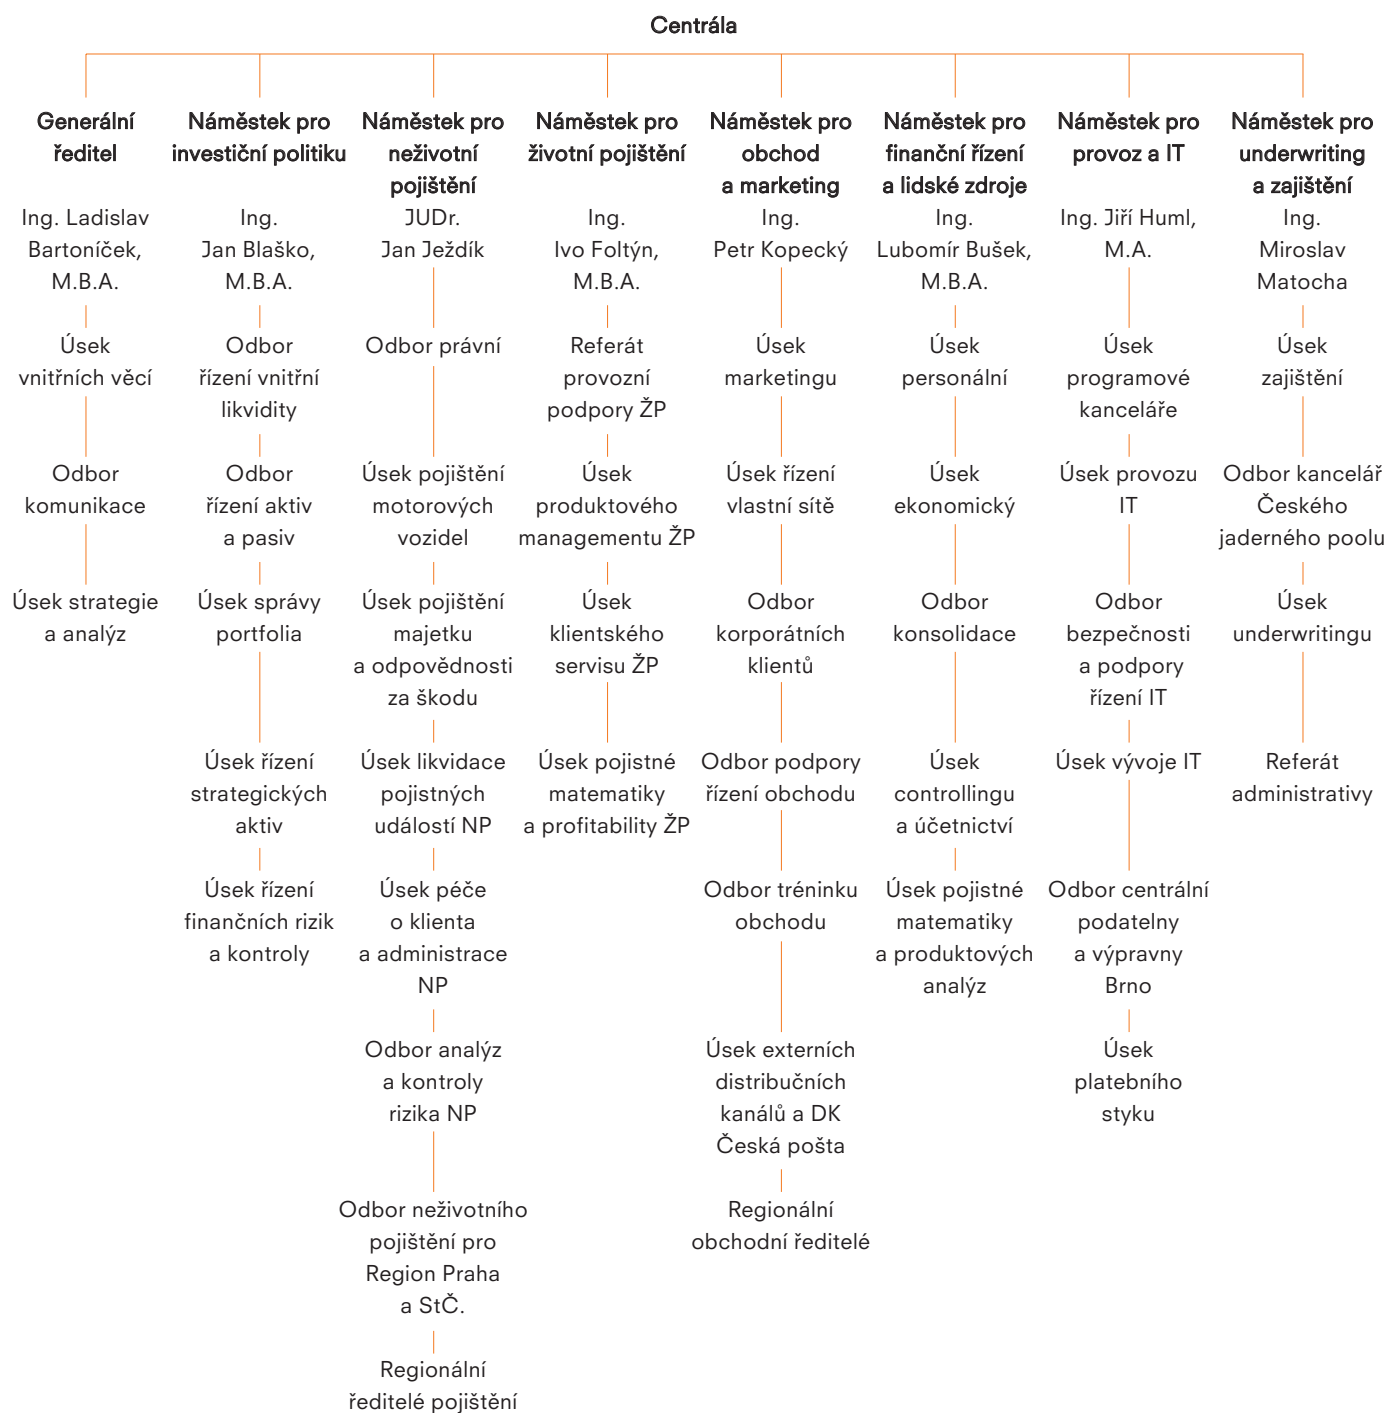 Centrála
Generální
ředitel
Ing. Ladislav
Bartoníček,
M.B.A.
Úsek
vnitřních věcí
Odbor
komunikace
Úsek strategie
a analýz
Náměstek pro
investiční politiku
Ing.
Jan Blaško,
M.B.A.
Odbor
řízení vnitřní
likvidity
Odbor
řízení aktiv
a pasiv
Úsek správy
portfolia
Úsek řízení
strategických
aktiv
Úsek řízení
finančních rizik
a kontroly
Náměstek pro
neživotní
pojištění
JUDr.
Jan Ježdík
Odbor právní
Úsek pojištění
motorových
vozidel
Úsek pojištění
majetku
a odpovědnosti
za škodu
Úsek likvidace
pojistných
událostí NP
Úsek péče
o klienta
a administrace
NP
Odbor analýz
a kontroly
rizika NP
Odbor neživotního
pojištění pro
Region Praha
a StČ.
Regionální
ředitelé pojištění
Náměstek pro
životní pojištění
Ing.
Ivo Foltýn,
M.B.A.
Referát
provozní
podpory ŽP
Úsek
produktového
managementu ŽP
Úsek
klientského
servisu ŽP
Úsek pojistné
matematiky
a profitability ŽP
Náměstek pro
obchod
a marketing
Ing.
Petr Kopecký
Úsek
marketingu
Úsek řízení
vlastní sítě
Odbor
korporátních
klientů
Odbor podpory
řízení obchodu
Odbor tréninku
obchodu
Úsek externích
distribučních
kanálů a DK
Česká pošta
Regionální
obchodní ředitelé
Náměstek pro
finanční řízení
a lidské zdroje
Ing.
Lubomír Bušek,
M.B.A.
Úsek
personální
Úsek
ekonomický
Odbor
konsolidace
Úsek
controllingu
a účetnictví
Úsek pojistné
matematiky
a produktových
analýz
Náměstek pro
provoz a IT
Ing. Jiří Huml,
M.A.
Úsek
programové
kanceláře
Úsek provozu
IT
Odbor
bezpečnosti
a podpory
řízení IT
Úsek vývoje IT
Odbor centrální
podatelny
a výpravny
Brno
Úsek
platebního
styku
Náměstek pro
underwriting
a zajištění
Ing.
Miroslav
Matocha
Úsek
zajištění
Odbor kancelář
Českého
jaderného poolu
Úsek
underwritingu
Referát
administrativy